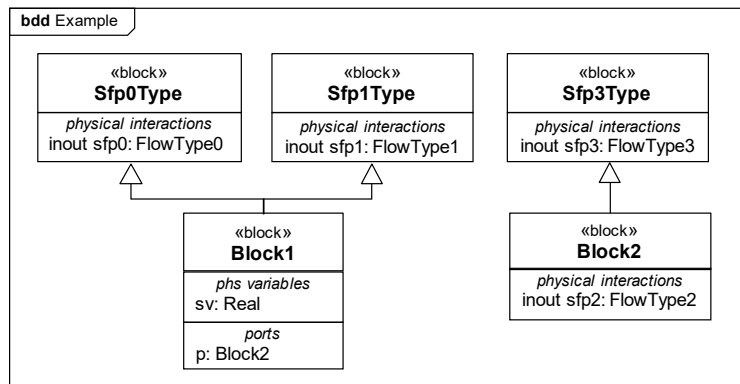 bdd Example
«block»
Sfp0Type
physical interactions
inout sfp0: FlowType0
«block»
Sfp1Type
physical interactions
inout sfp1: FlowType1
«block»
Sfp3Type
physical interactions
inout sfp3: FlowType3
«block»
Block1
phs variables
sv: Real
ports
p: Block2
«block»
Block2
physical interactions
inout sfp2: FlowType2